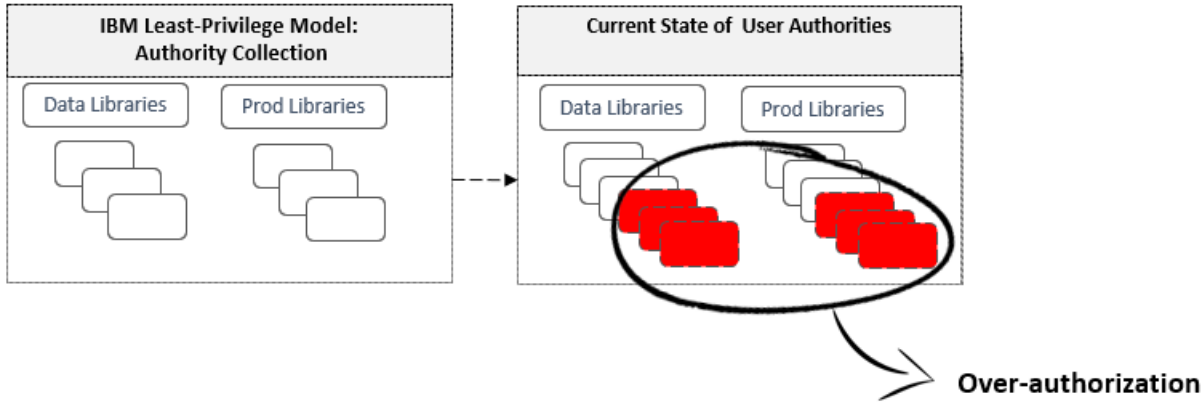 IBM Least-Privilege Model:
Authority Collection
Data Libraries
Prod Libraries
Current State of User Authorities
Data Libraries
Prod Libraries
Over-authorization